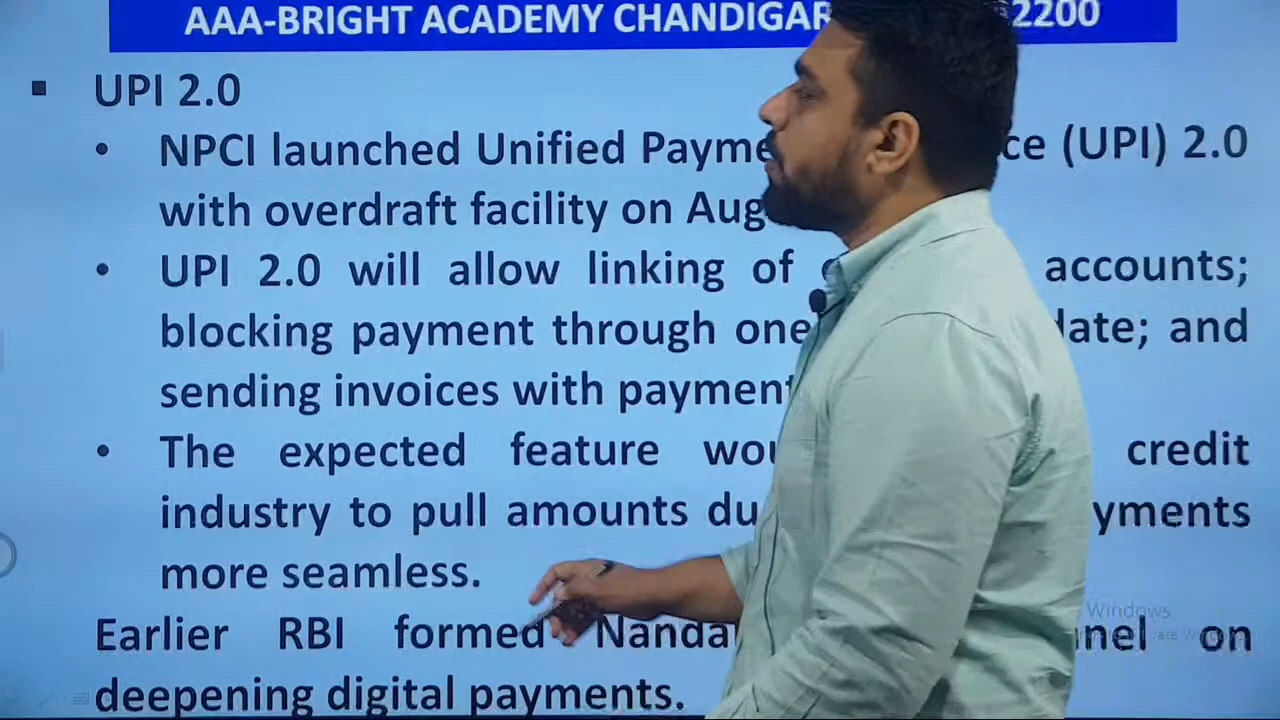 AAA-BRIGHT ACADEMY CHANDIGAR 2200
▪ UPI 2.0
• NPCI launched Unified Payme ce (UPI) 2.0
with overdraft facility on Aug
• UPI 2.0 will allow linking of accounts;
blocking payment through one date; and
sending invoices with payment
• The expected feature wou credit
industry to pull amounts du yments
more seamless.
Earlier RBI formed Nanda nel on
deepening digital payments.
Windows